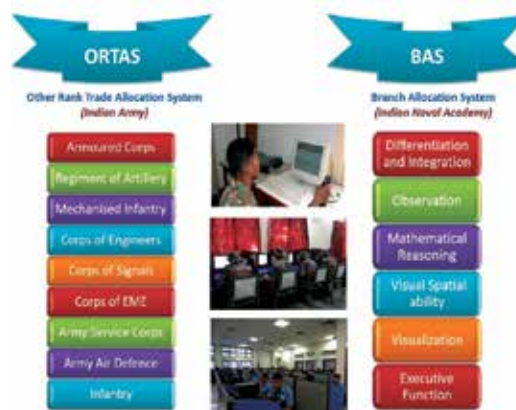 ORTAS
Other Rank Trade Allocation System
(Indian Army)
Armoured Corps
Regiment of Artillery
Mechanised Infantry
Corps of Engineers
Corps of Signals
Corps of EME
Army Service Corps
Army Air Defence
Infantry
BAS
Branch Allocation System
(Indian Naval Academy)
Differentiation
and Integration
Observation
Mathematical
Reasoning
Visual Spatial
ability
Visualization
Executive
Function